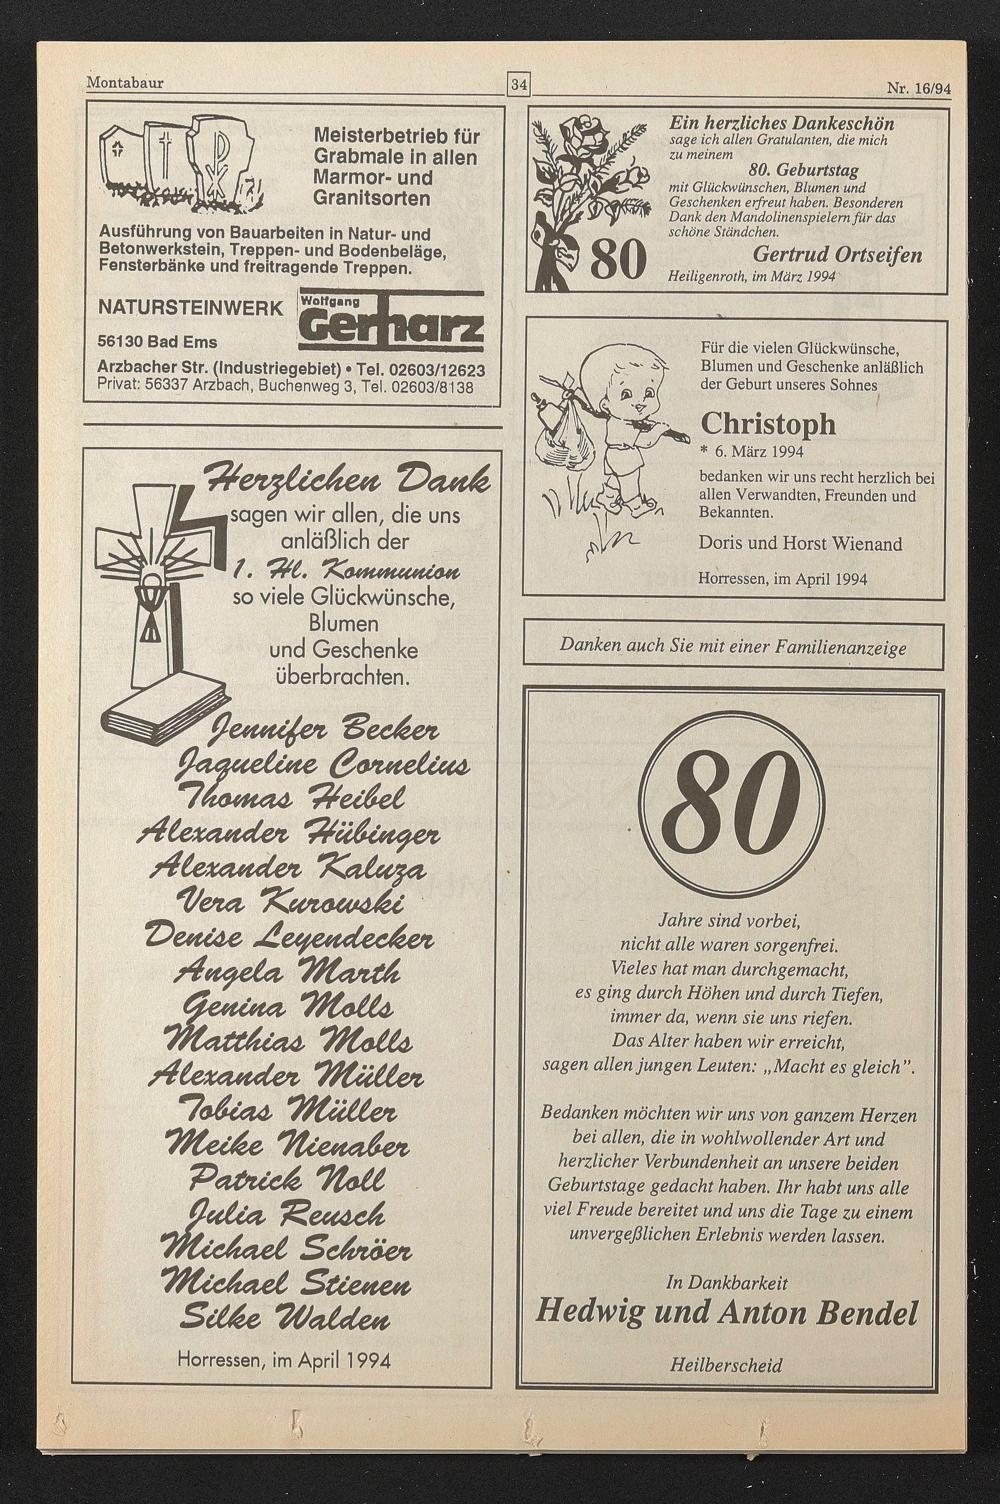 Montabaur
34
Nr. 16/94
Meisterbetrieb für
Grabmale in allen
Marmor- und
Granitsorten
Ausführung von Bauarbeiten in Natur- und
Betonwerkstein, Treppen- und Bodenbeläge,
Fensterbänke und freitragende Treppen.
NATURSTEINWERK
Wolfgang
Gerharz
56130 Bad Ems
Arzbacher Str. (Industriegebiet) • Tel. 02603/12623
Privat: 56337 Arzbach, Buchenweg 3, Tel. 02603/8138
Herzlichen Dank
sagen wir allen, die uns
anläßlich der
1. Hl. Kommunion
so viele Glückwünsche,
Blumen
und Geschenke
überbrachten.
Jennifer Becker
Jaqueline Cornelius
Thomas Heibel
Alexander Hübinger
Alexander Kaluza
Vera Kurowski
Denise Leyendecker
Angela Marth
Genina Molls
Matthias Molls
Alexander Müller
Tobias Müller
Meike Nienaber
Patrick Noll
Julia Reusch
Michael Schröer
Michael Stienen
Silke Walden
Horressen, im April 1994
Ein herzliches Dankeschön
sage ich allen Gratulanten, die mich
zu meinem
80. Geburtstag
mit Glückwünschen, Blumen und
Geschenken erfreut haben. Besonderen
Dank den Mandolinenspielern für das
schöne Ständchen.
80
Gertrud Ortseifen
Heiligenroth, im März 1994
Für die vielen Glückwünsche,
Blumen und Geschenke anläßlich
der Geburt unseres Sohnes
Christoph
* 6. März 1994
bedanken wir uns recht herzlich bei
allen Verwandten, Freunden und
Bekannten.
Doris und Horst Wienand
Horressen, im April 1994
Danken auch Sie mit einer Familienanzeige
80
Jahre sind vorbei,
nicht alle waren sorgenfrei.
Vieles hat man durchgemacht,
es ging durch Höhen und durch Tiefen,
immer da, wenn sie uns riefen.
Das Alter haben wir erreicht,
sagen allen jungen Leuten: „Macht es gleich”.
Bedanken möchten wir uns von ganzem Herzen
bei allen, die in wohlwollender Art und
herzlicher Verbundenheit an unsere beiden
Geburtstage gedacht haben. Ihr habt uns alle
viel Freude bereitet und uns die Tage zu einem
unvergeßlichen Erlebnis werden lassen.
In Dankbarkeit
Hedwig und Anton Bendel
Heilberscheid